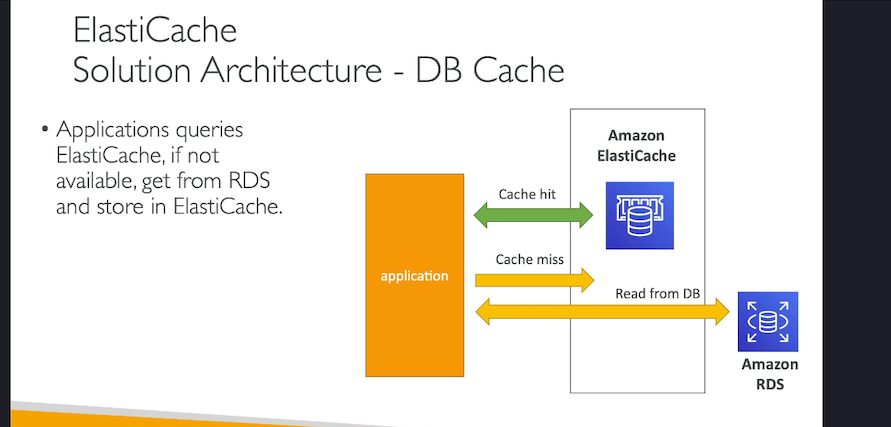 ElastiCache
Solution Architecture - DB Cache
• Applications queries
ElastiCache, if not
available, get from RDS
and store in ElastiCache.
Amazon
ElastiCache
Cache hit
application
Cache miss
Read from DB
Amazon
RDS